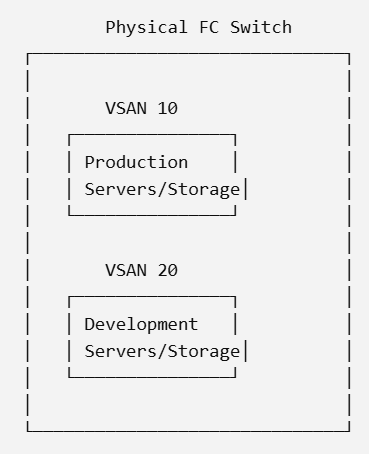 Physical FC Switch
VSAN 10
Production
Servers/Storage
VSAN 20
Development
Servers/Storage